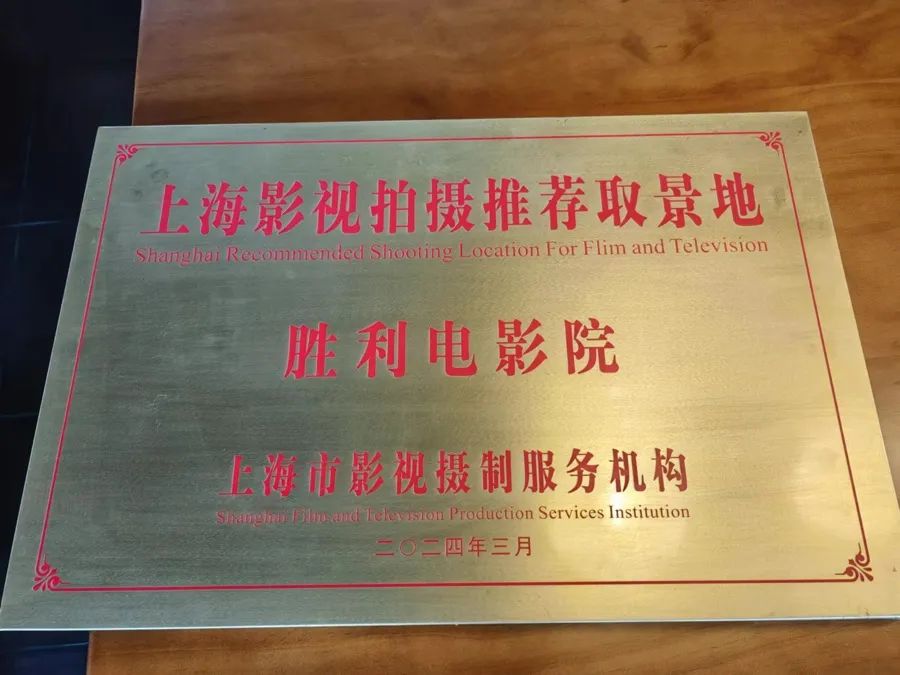 上海影视拍摄推荐取景地
Shanghai Recommended Shooting Location For Flim and Television
胜利电影院
上海市影视摄制服务机构
Shanghai Film and Television Production Services Institution
二〇二四年三月